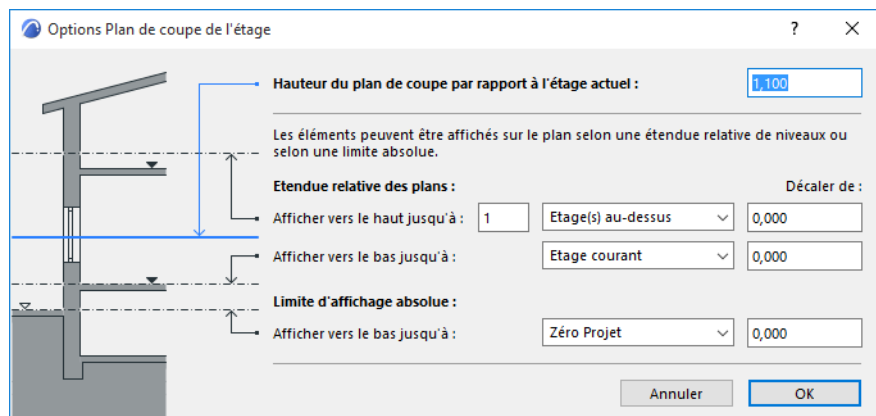 Options Plan de coupe de l'étage
?
Hauteur du plan de coupe par rapport à l'étage actuel :
1,100
Les éléments peuvent être affichés sur le plan selon une étendue relative de niveaux ou
selon une limite absolue.
Etendue relative des plans :
Décaler de :
Afficher vers le haut jusqu'à :
1
Etage(s) au-dessus
0,000
Afficher vers le bas jusqu'à :
Etage courant
0,000
Limite d'affichage absolue :
Afficher vers le bas jusqu'à :
Zéro Projet
0,000
Annuler
OK